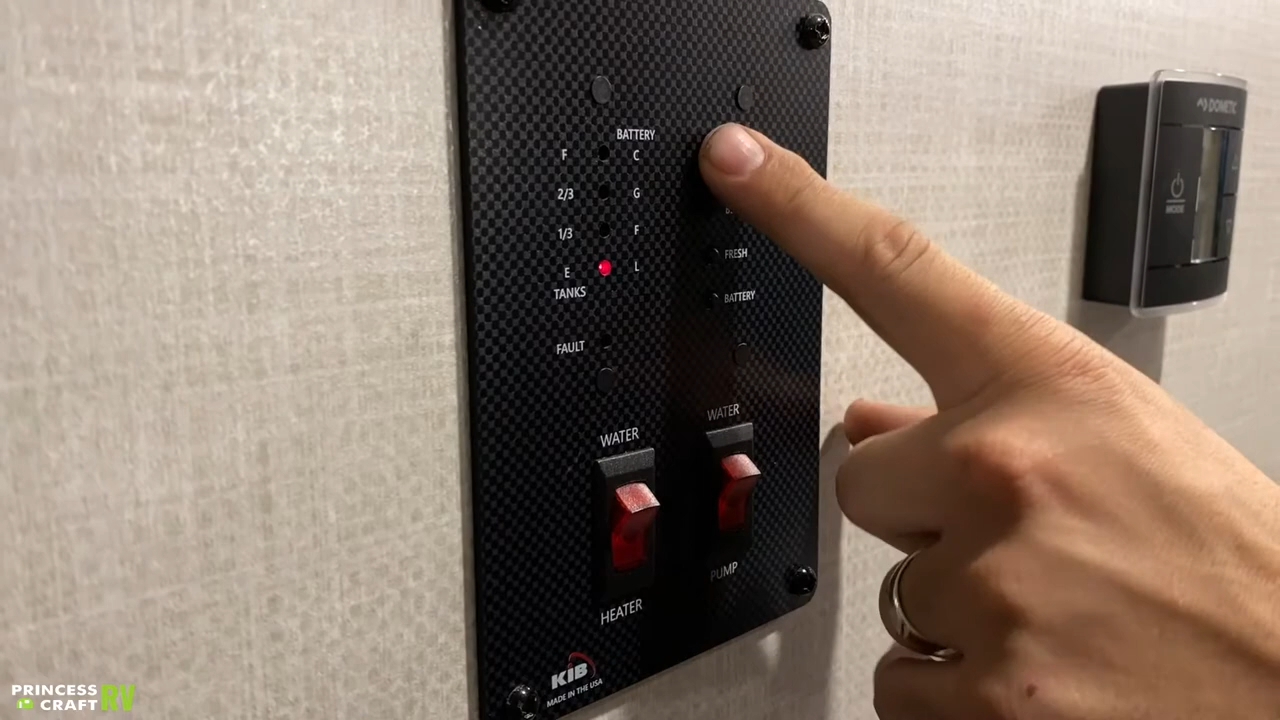 BATTERY
F C
2/3 G
1/3 F
E L
TANKS
FRESH
BATTERY
FAULT
WATER
HEATER
WATER
PUMP
KIB
MADE IN THE USA
DOMETIC
MODE
PRINCESS
CRAFT RV